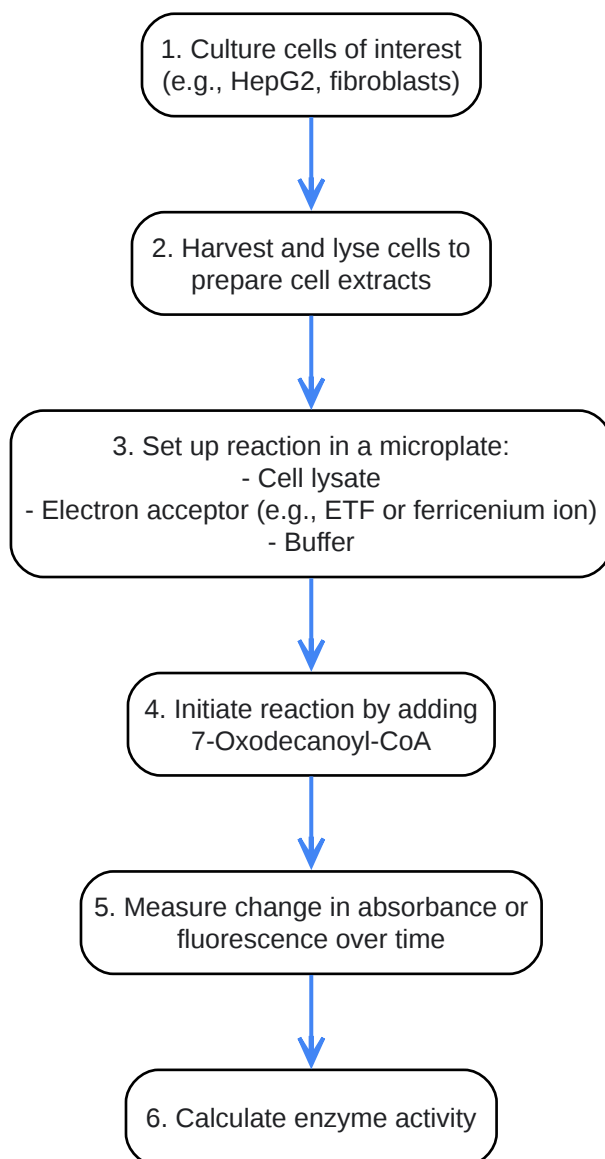 1. Culture cells of interest
(e.g., HepG2, fibroblasts)
2. Harvest and lyse cells to
prepare cell extracts
3. Set up reaction in a microplate:
- Cell lysate
- Electron acceptor (e.g., ETF or ferricenium ion)
- Buffer
4. Initiate reaction by adding
7-Oxodecanoyl-CoA
5. Measure change in absorbance or
fluorescence over time
6. Calculate enzyme activity